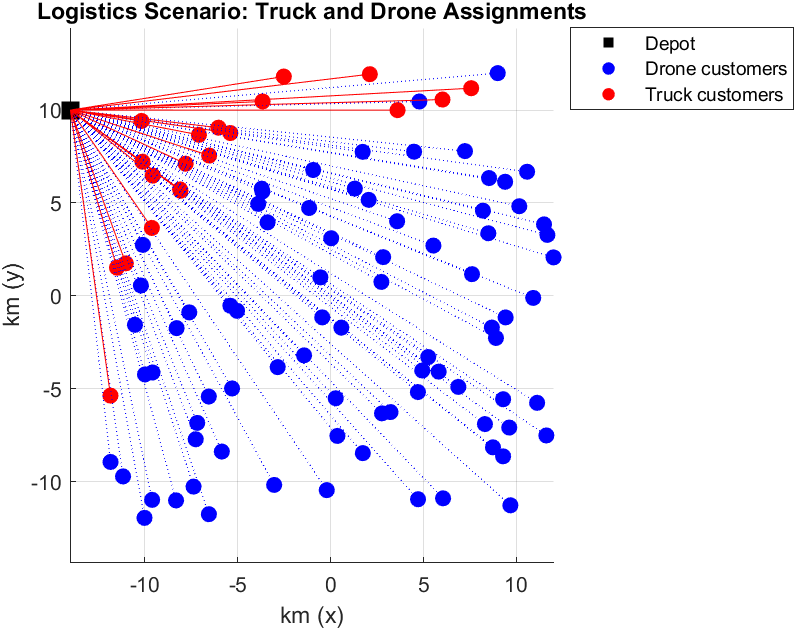 Logistics Scenario: Truck and Drone Assignments
Depot
Drone customers
Truck customers
10
5
0
-5
-10
km (y)
-10
-5
0
5
10
km (x)